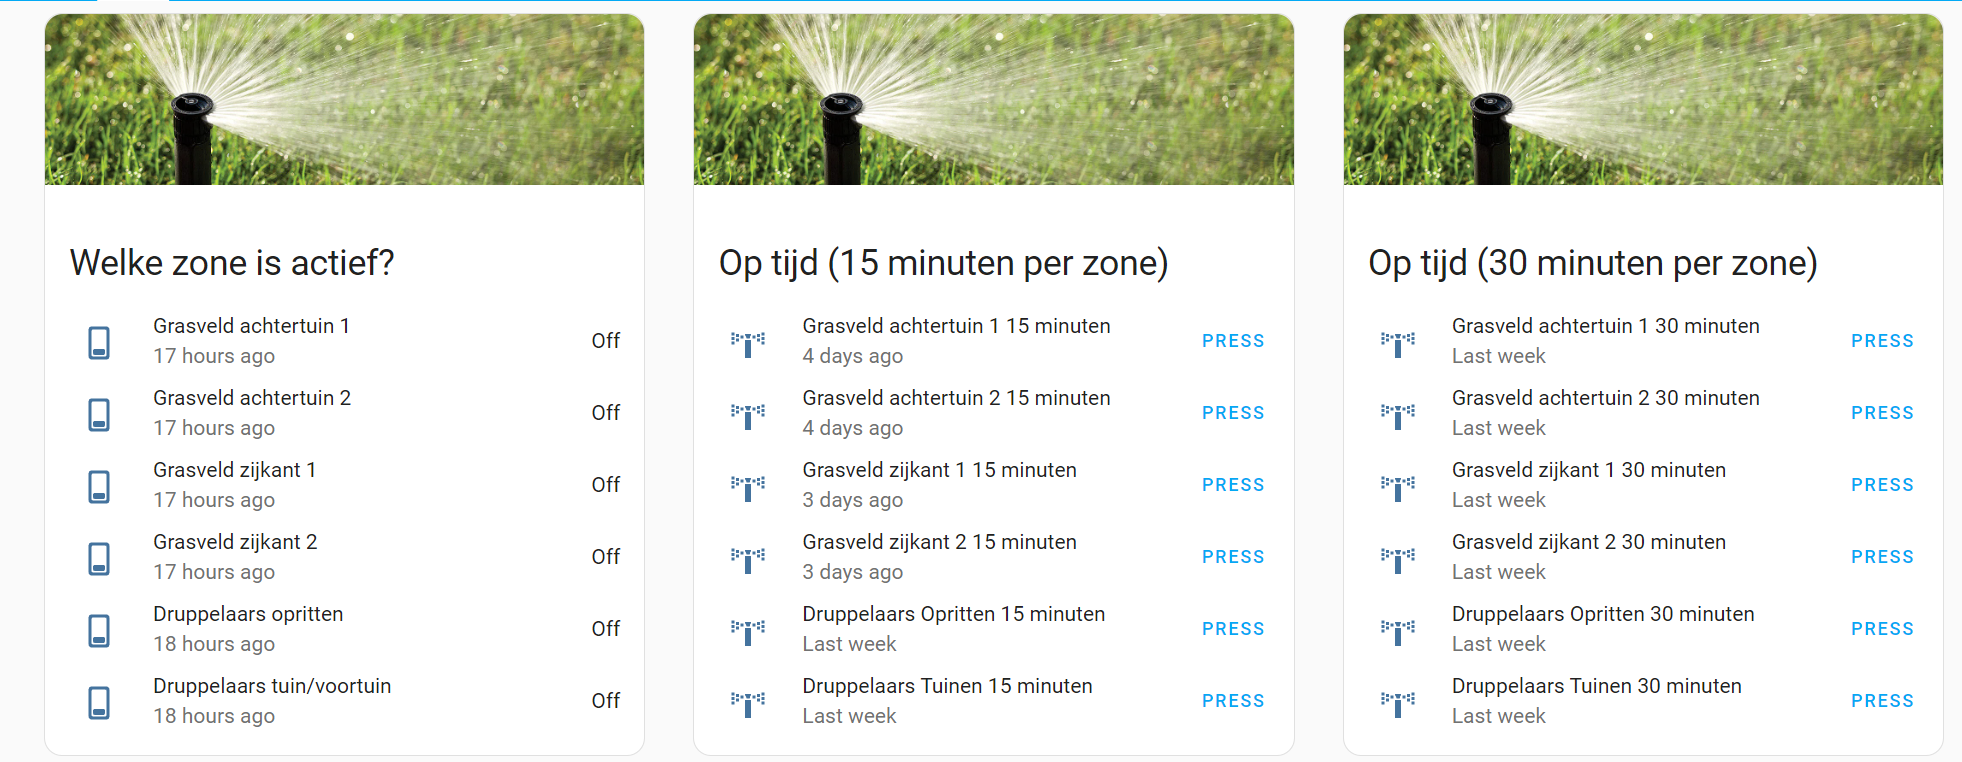 Welke zone is actief?
Grasveld achtertuin 1
17 hours ago
Off
Grasveld achtertuin 2
17 hours ago
Off
Grasveld zijkant 1
17 hours ago
Off
Grasveld zijkant 2
17 hours ago
Off
Druppelaars opritten
18 hours ago
Off
Druppelaars tuin/voortuin
18 hours ago
Off
Op tijd (15 minuten per zone)
Grasveld achtertuin 1 15 minuten
4 days ago
PRESS
Grasveld achtertuin 2 15 minuten
4 days ago
PRESS
Grasveld zijkant 1 15 minuten
3 days ago
PRESS
Grasveld zijkant 2 15 minuten
3 days ago
PRESS
Druppelaars Opritten 15 minuten
Last week
PRESS
Druppelaars Tuinen 15 minuten
Last week
PRESS
Op tijd (30 minuten per zone)
Grasveld achtertuin 1 30 minuten
Last week
PRESS
Grasveld achtertuin 2 30 minuten
Last week
PRESS
Grasveld zijkant 1 30 minuten
Last week
PRESS
Grasveld zijkant 2 30 minuten
Last week
PRESS
Druppelaars Opritten 30 minuten
Last week
PRESS
Druppelaars Tuinen 30 minuten
Last week
PRESS